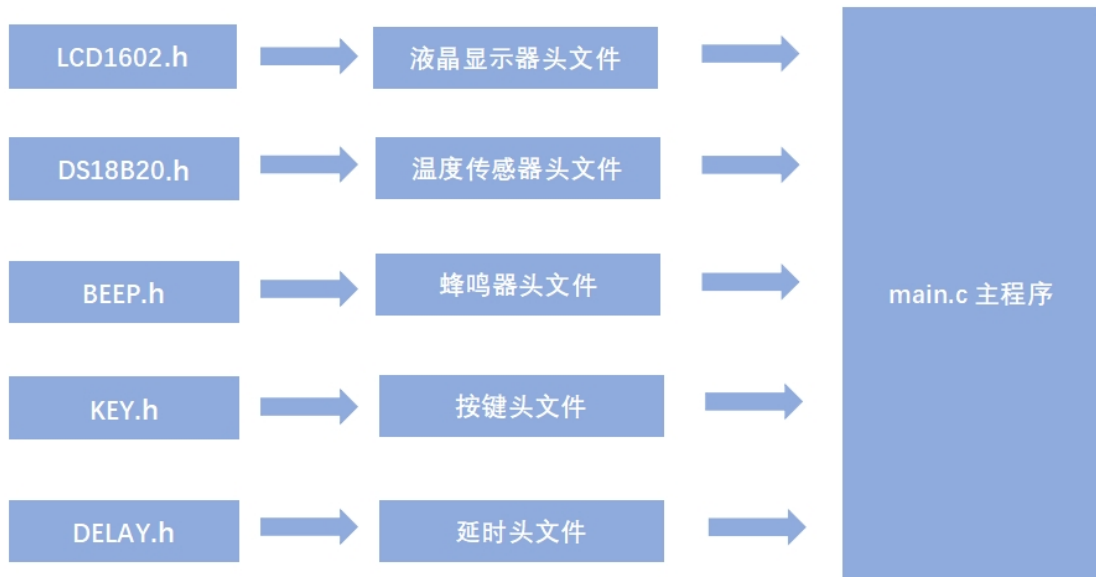 LCD1602.h
液晶显示器头文件
DS18B20.h
温度传感器头文件
BEEP.h
蜂鸣器头文件
main.c 主程序
KEY.h
按键头文件
DELAY.h
延时头文件